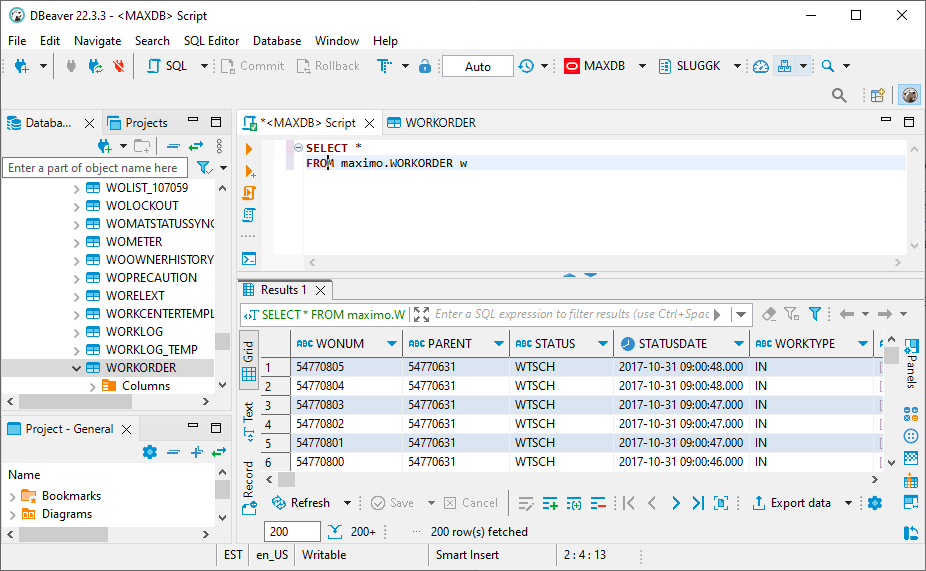 DBeaver 22.3.3 - <MAXDB> Script
File Edit Navigate Search SQL Editor Database Window Help
SQL Commit Rollback Auto MAXDB SLUGGK
Databa... Projects
*<MAXDB> Script WORKORDER
Enter a part of object name here
WOLIST_107059
WOLOCKOUT
WOMATSTATUSSYNC
WOMETER
WOOWNERHISTORY
WOPRECAUTION
WORELEXT
WORKCENTERTEMPL
WORKLOG
WORKLOG_TEMP
WORKORDER
Columns
SELECT *
FROM maximo.WORKORDER w
Results 1
SELECT * FROM maximo.W Enter a SQL expression to filter results (use Ctrl+Spac
Grid
Text
Record
ABC WONUM ABC PARENT ABC STATUS STATUSDATE ABC WORKTYPE
1 54770805 54770631 WTSCH 2017-10-31 09:00:48.000 IN
2 54770804 54770631 WTSCH 2017-10-31 09:00:48.000 IN
3 54770803 54770631 WTSCH 2017-10-31 09:00:47.000 IN
4 54770802 54770631 WTSCH 2017-10-31 09:00:47.000 IN
5 54770801 54770631 WTSCH 2017-10-31 09:00:47.000 IN
6 54770800 54770631 WTSCH 2017-10-31 09:00:46.000 IN
Panels
Project - General
Name
Bookmarks
Diagrams
Refresh Save Cancel Export data
200 200+ ... 200 row(s) fetched
EST en_US Writable Smart Insert 2 : 4 : 13